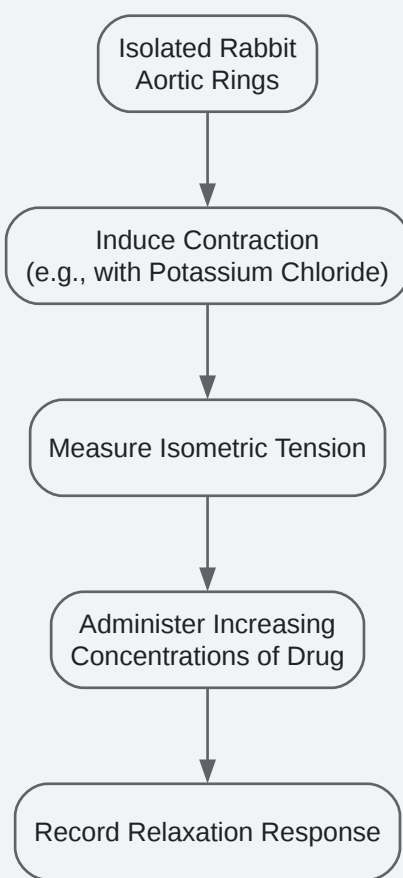 Isolated Rabbit
Aortic Rings
Induce Contraction
(e.g., with Potassium Chloride)
Measure Isometric Tension
Administer Increasing
Concentrations of Drug
Record Relaxation Response